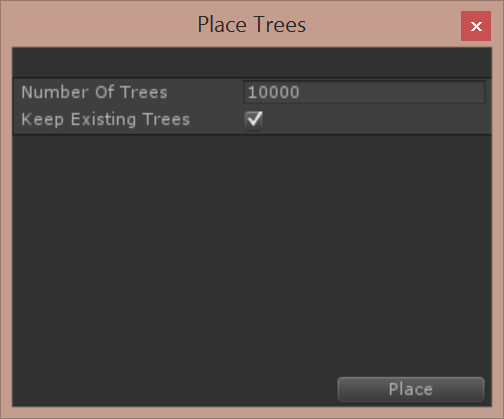 Place Trees
Number Of Trees 10000
Keep Existing Trees
Place